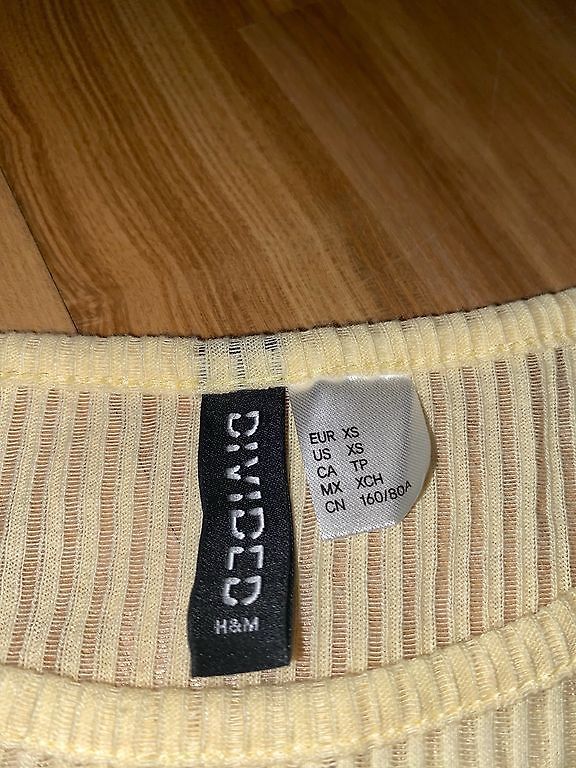 DIVIDED
H&M
EUR XS
US XS
CA TP
MX XCH
CN 160/80A